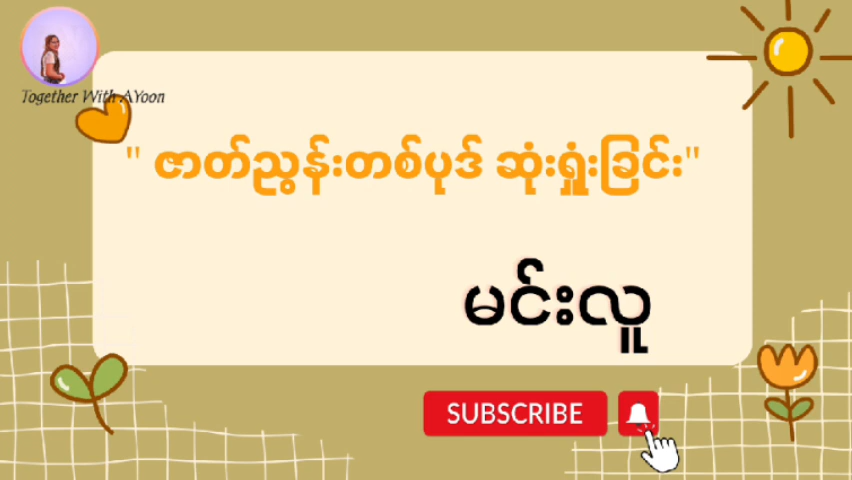 Together With AYoon
" ဇာတ်ညွှန်းတစ်ပုဒ် ဆုံးရှုံးခြင်း"
မင်းလူ
SUBSCRIBE